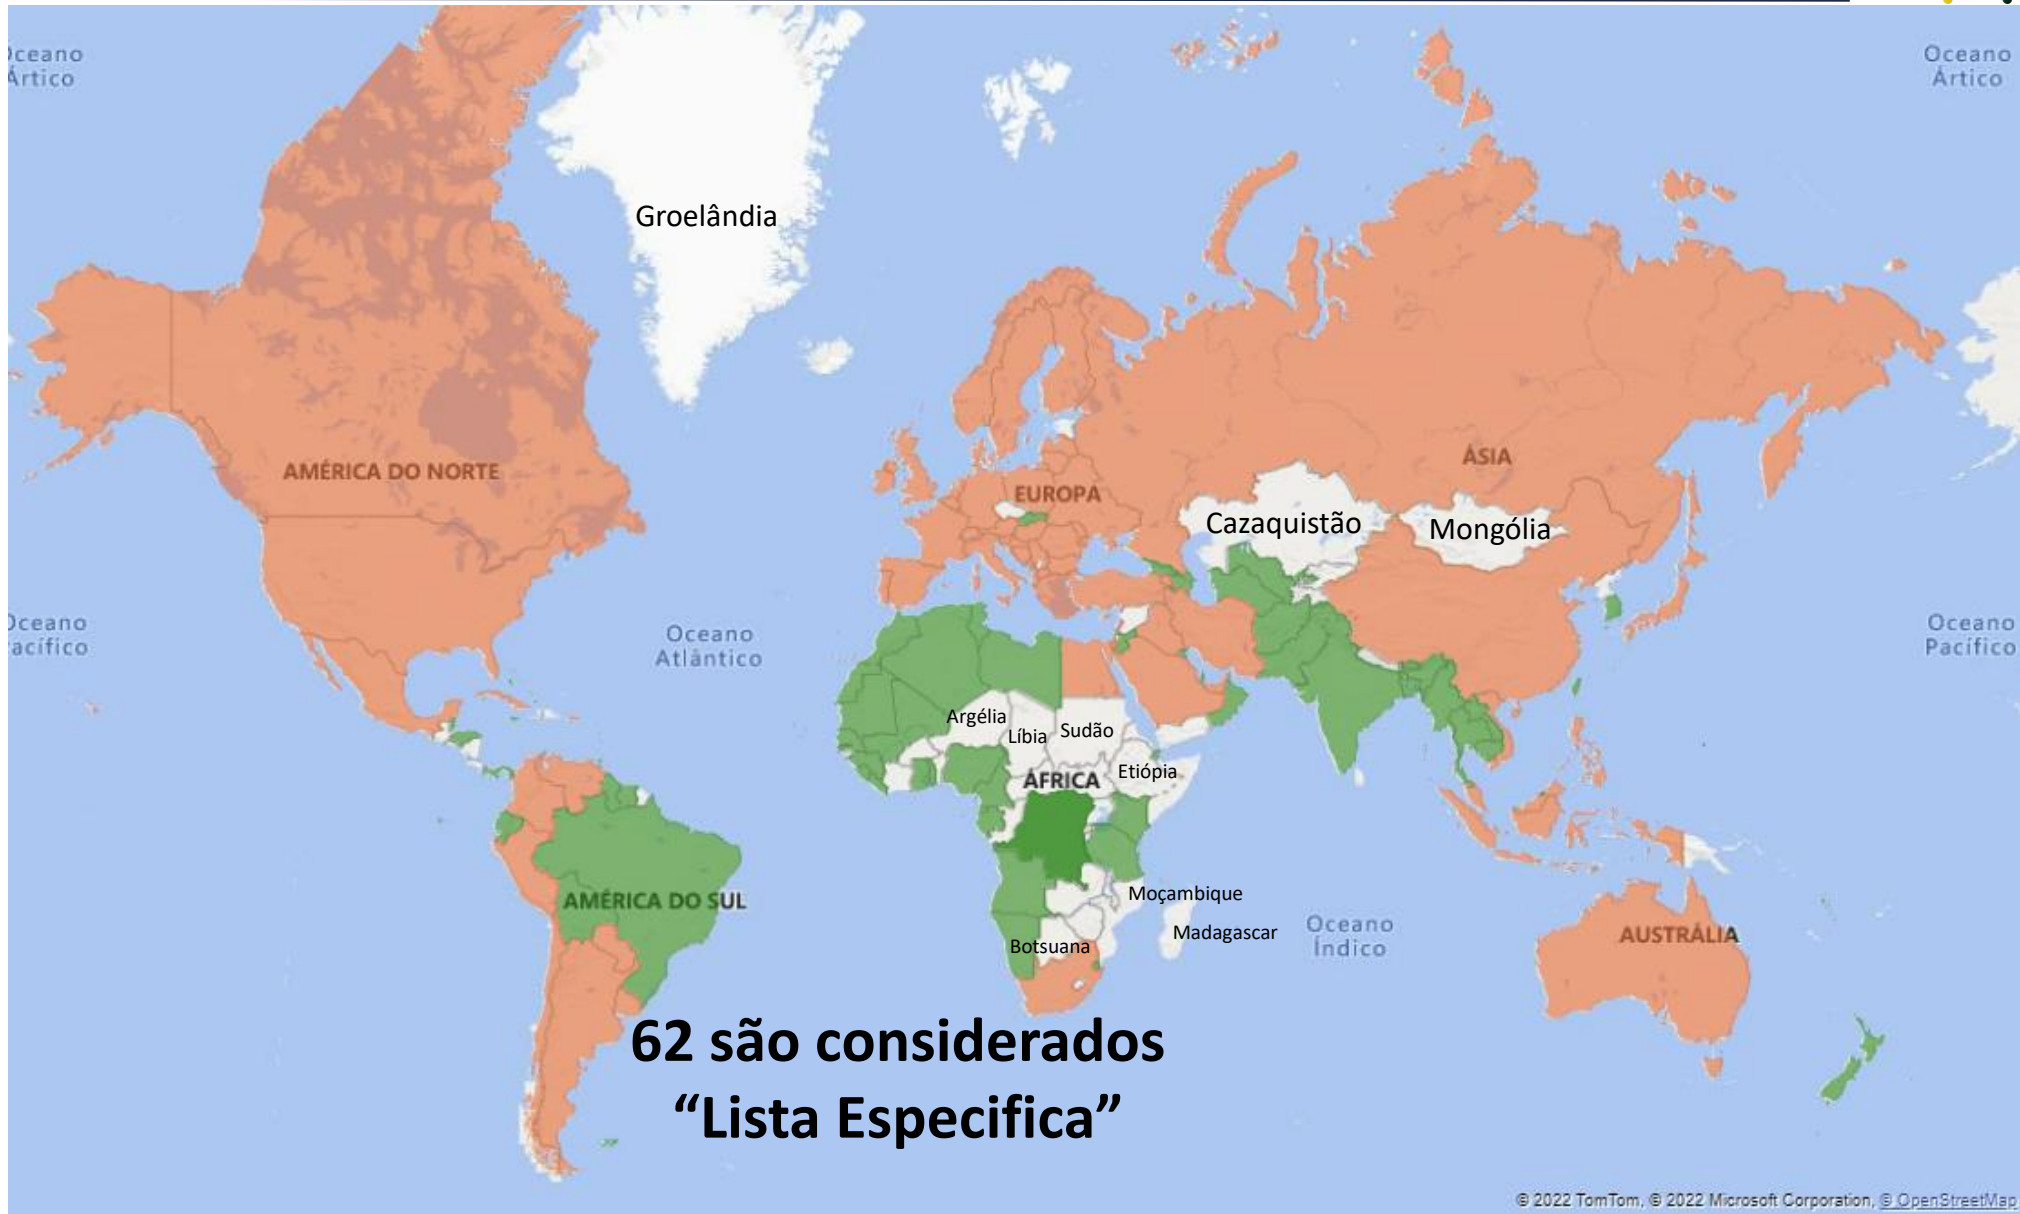 Oceano
Ártico
Oceano
Ártico
Groelândia
AMÉRICA DO NORTE
EUROPA
ÁSIA
Cazaquistão
Mongólia
Oceano
Atlântico
Oceano
Pacífico
Oceano
Pacífico
Argélia
Líbia
Sudão
ÁFRICA
Etiópia
AMÉRICA DO SUL
Moçambique
Madagascar
Botsuana
Oceano
Índico
AUSTRÁLIA
62 são considerados
“Lista Especifica”
© 2022 TomTom, © 2022 Microsoft Corporation, © OpenStreetMap